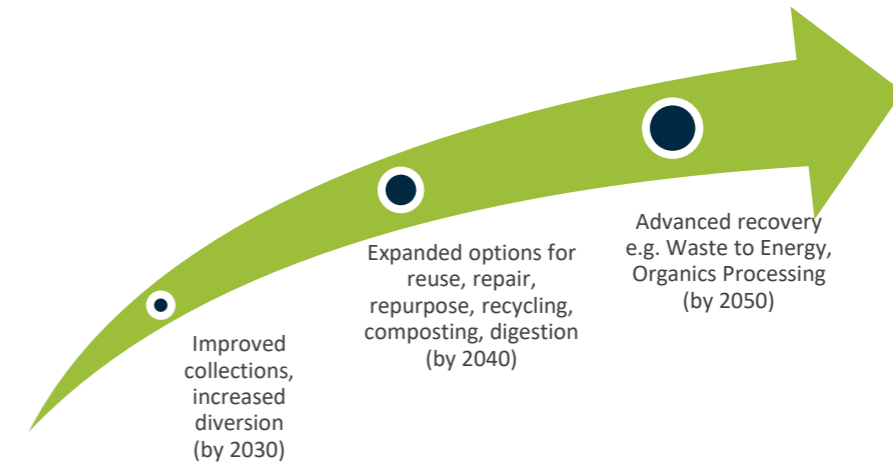 Improved
collections,
increased
diversion
(by 2030)
Expanded options for
reuse, repair,
repurpose, recycling,
composting, digestion
(by 2040)
Advanced recovery
e.g. Waste to Energy,
Organics Processing
(by 2050)